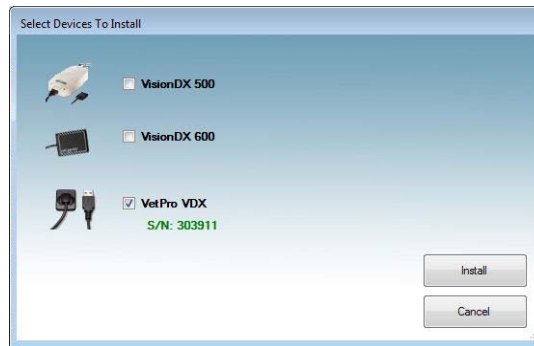 Select Devices To Install
VisionDX 500
VisionDX 600
VetPro VDX
S/N: 303911
Install
Cancel